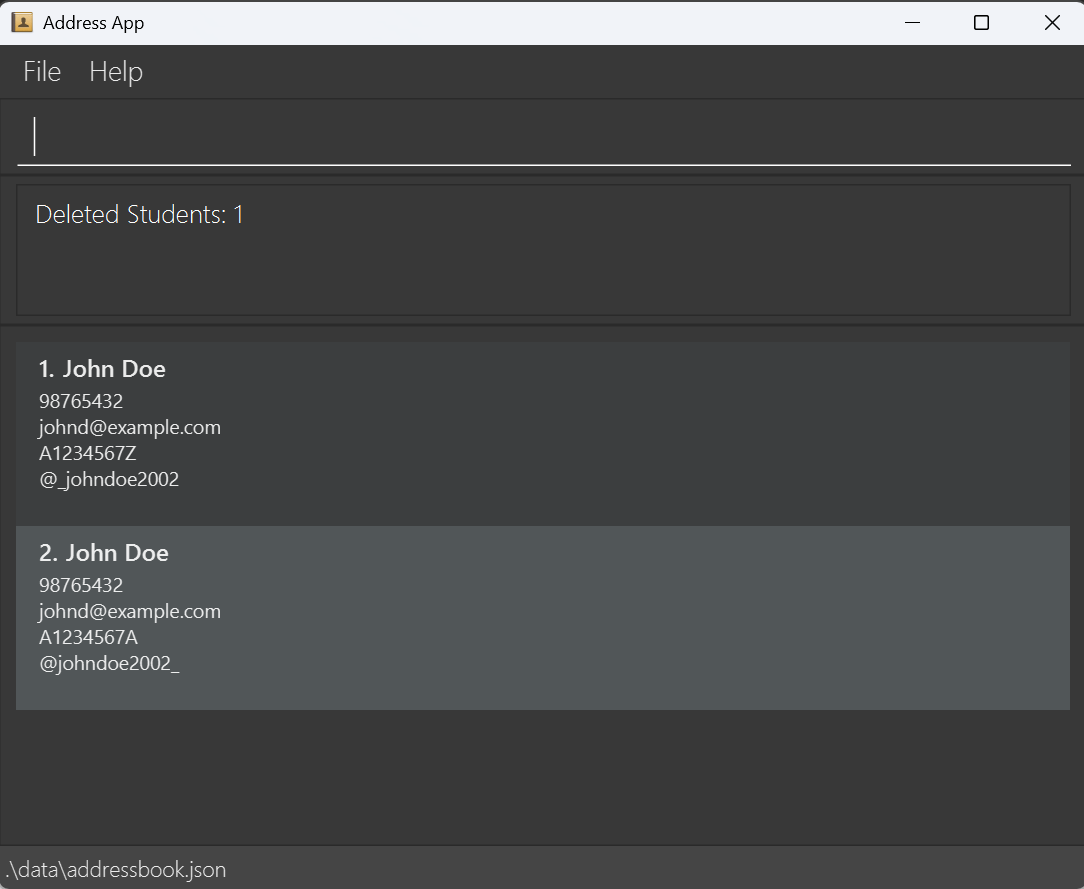 Address App
File Help
Deleted Students: 1
1. John Doe
98765432
johnd@example.com
A1234567Z
@_johndoe2002
2. John Doe
98765432
johnd@example.com
A1234567A
@johndoe2002_
.\data\addressbook.json